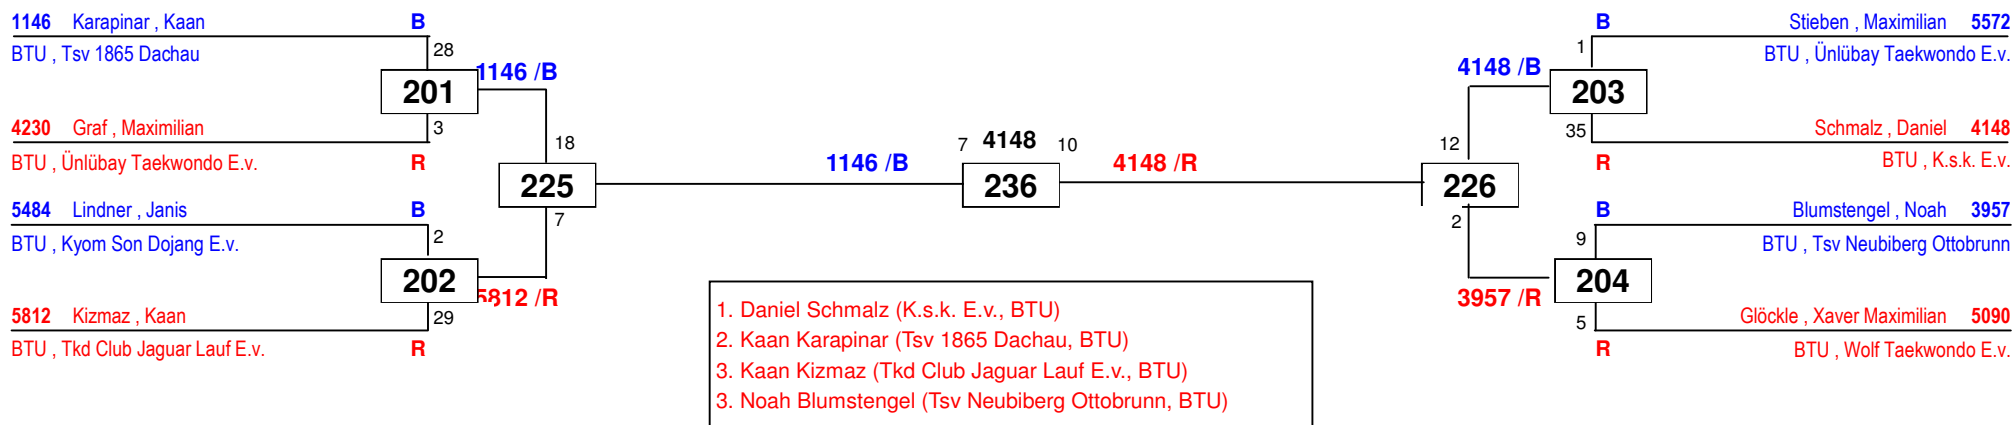 1146 Karapinar , Kaan B
BTU , Tsv 1865 Dachau
28
201
1146 /B
4230 Graf , Maximilian
3
BTU , Ünlübay Taekwondo E.v. R
18
225
7
5484 Lindner , Janis B
BTU , Kyom Son Dojang E.v.
2
202
5812 /R
5812 Kizmaz , Kaan
29
BTU , Tkd Club Jaguar Lauf E.v. R
1146 /B
7 4148 10
236
4148 /R
B Stieben , Maximilian 5572
1
BTU , Ünlübay Taekwondo E.v.
4148 /B
203
35
Schmalz , Daniel 4148
R BTU , K.s.k. E.v.
12
226
2
B Blumstengel , Noah 3957
9
BTU , Tsv Neubiberg Ottobrunn
204
3957 /R
5
Glöckle , Xaver Maximilian 5090
R BTU , Wolf Taekwondo E.v.
1. Daniel Schmalz (K.s.k. E.v., BTU)
2. Kaan Karapinar (Tsv 1865 Dachau, BTU)
3. Kaan Kizmaz (Tkd Club Jaguar Lauf E.v., BTU)
3. Noah Blumstengel (Tsv Neubiberg Ottobrunn, BTU)